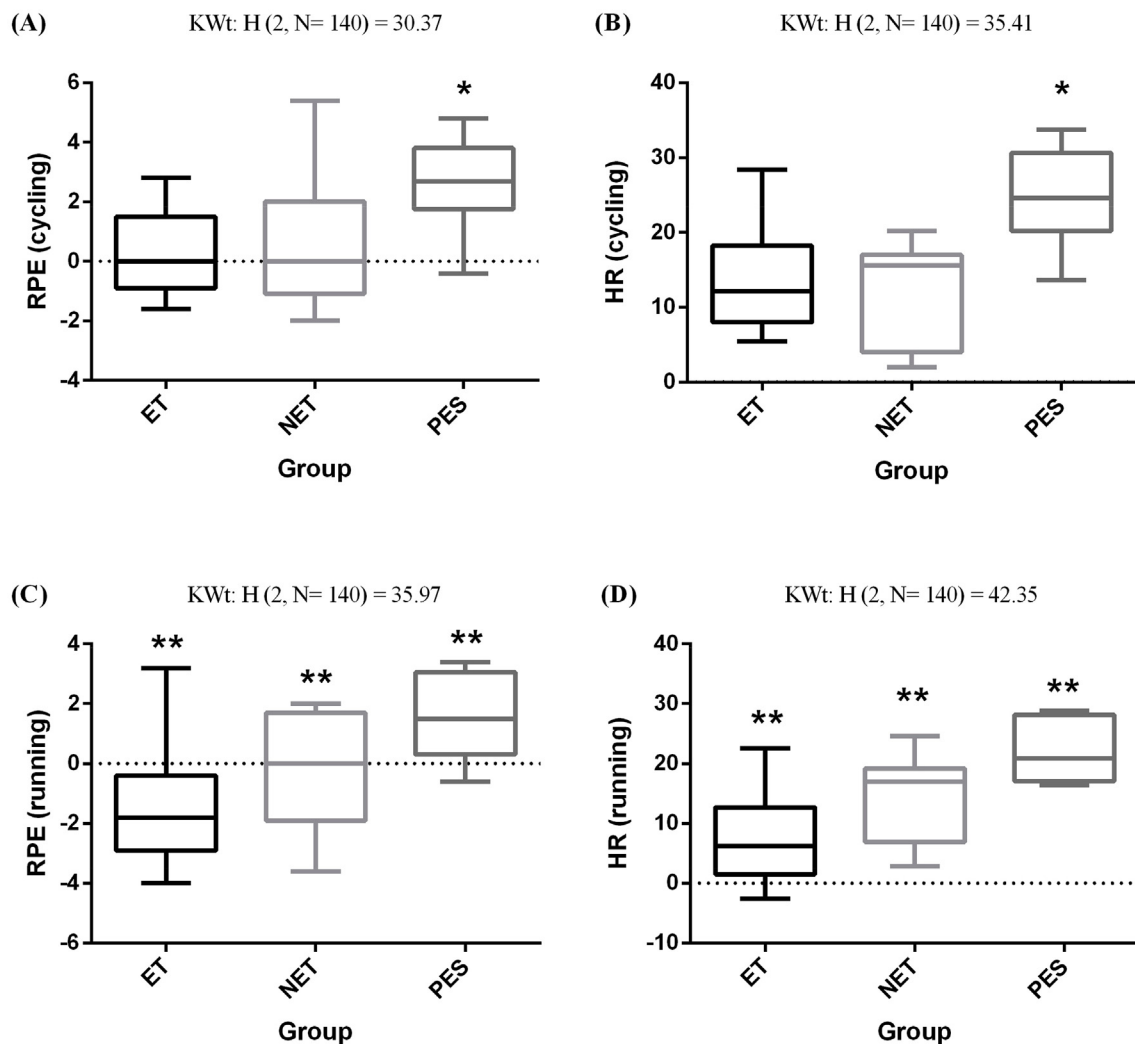 (A) KWt: H (2, N= 140) = 30.37
*
6
4
2
0
-2
-4
RPE (cycling)
ET NET PES
Group
(B) KWt: H (2, N= 140) = 35.41
*
40
30
20
10
0
HR (cycling)
ET NET PES
Group
(C) KWt: H (2, N= 140) = 35.97
** ** **
4
2
0
-2
-4
-6
RPE (running)
ET NET PES
Group
(D) KWt: H (2, N= 140) = 42.35
** ** **
40
30
20
10
0
-10
HR (running)
ET NET PES
Group